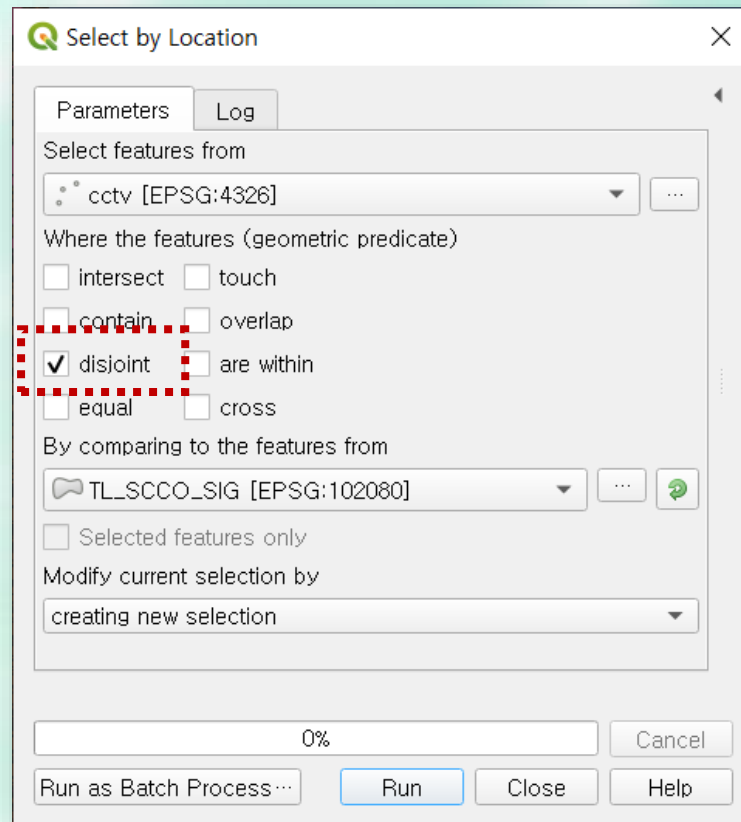 Select by Location
Parameters Log
Select features from
cctv [EPSG:4326] ...
Where the features (geometric predicate)
intersect touch
contain overlap
disjoint are within
equal cross
By comparing to the features from
TL_SCCO_SIG [EPSG:102080] ...
Selected features only
Modify current selection by
creating new selection
0% Cancel
Run as Batch Process… Run Close Help